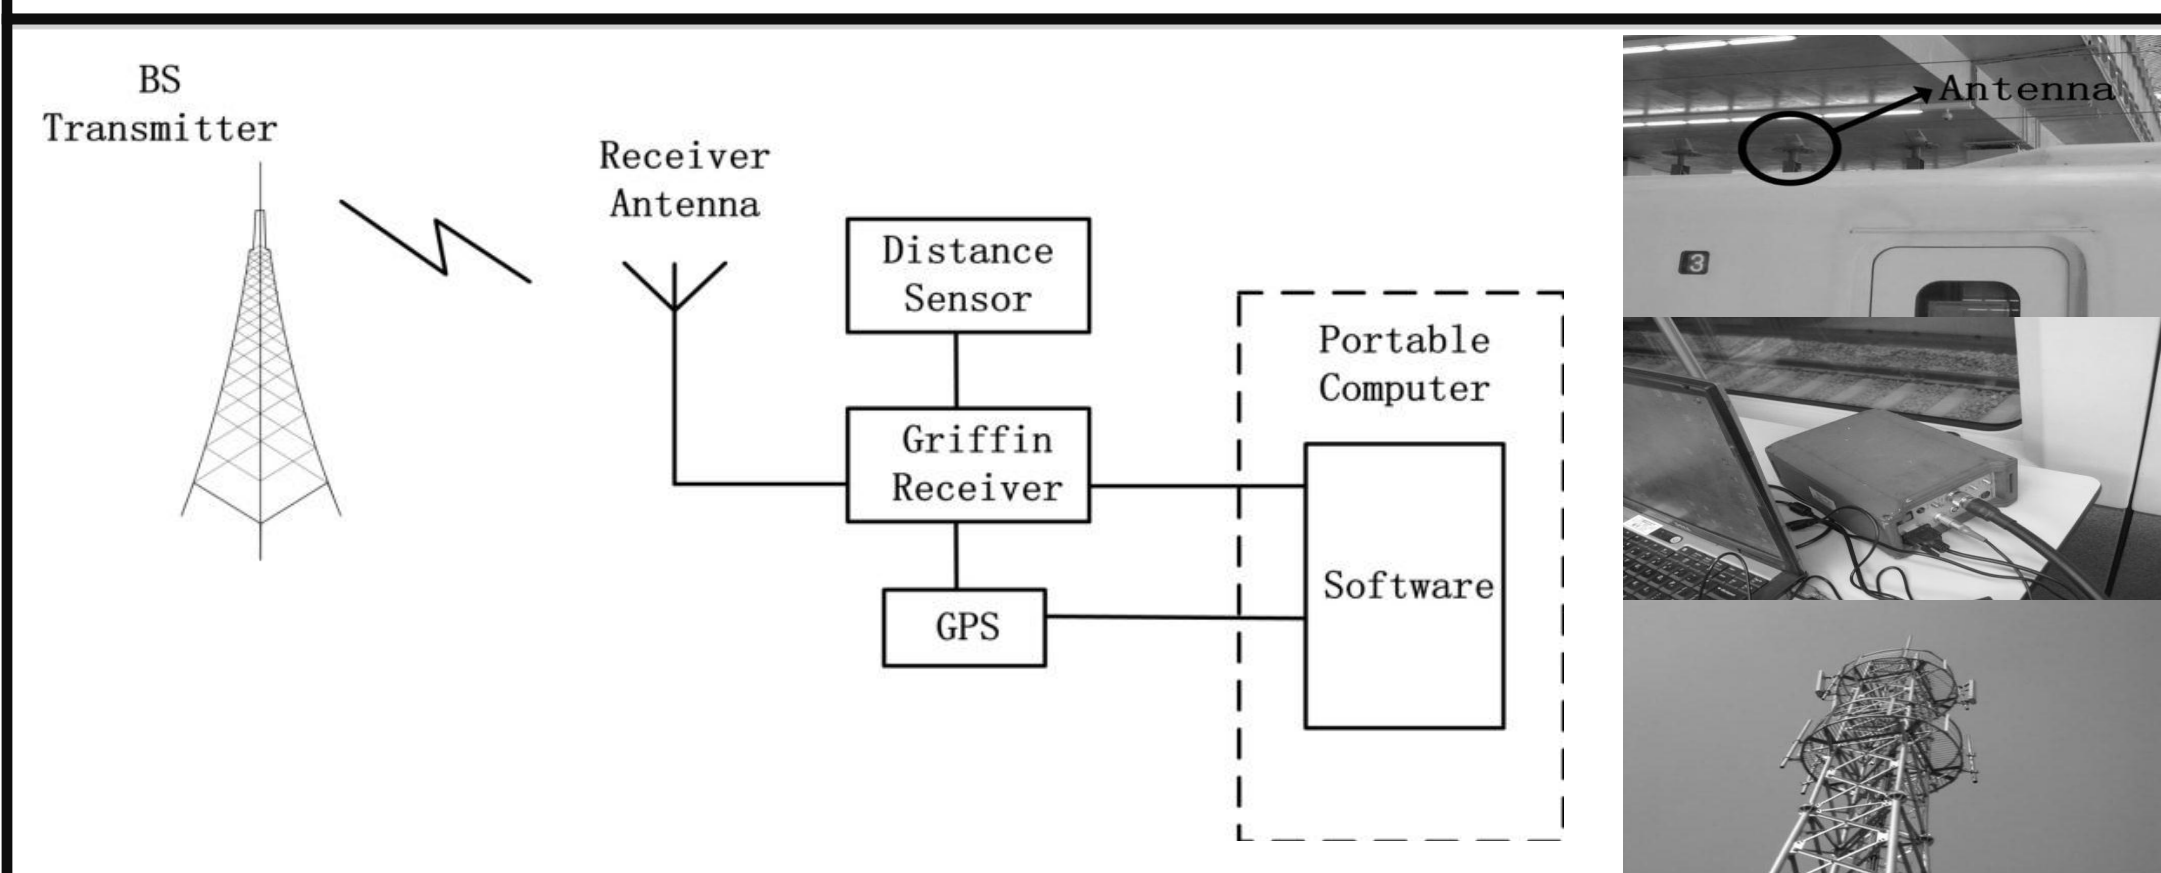 BS
Transmitter
Receiver
Antenna
Distance
Sensor
Griffin
Receiver
GPS
Portable
Computer
Software
Antenna
3